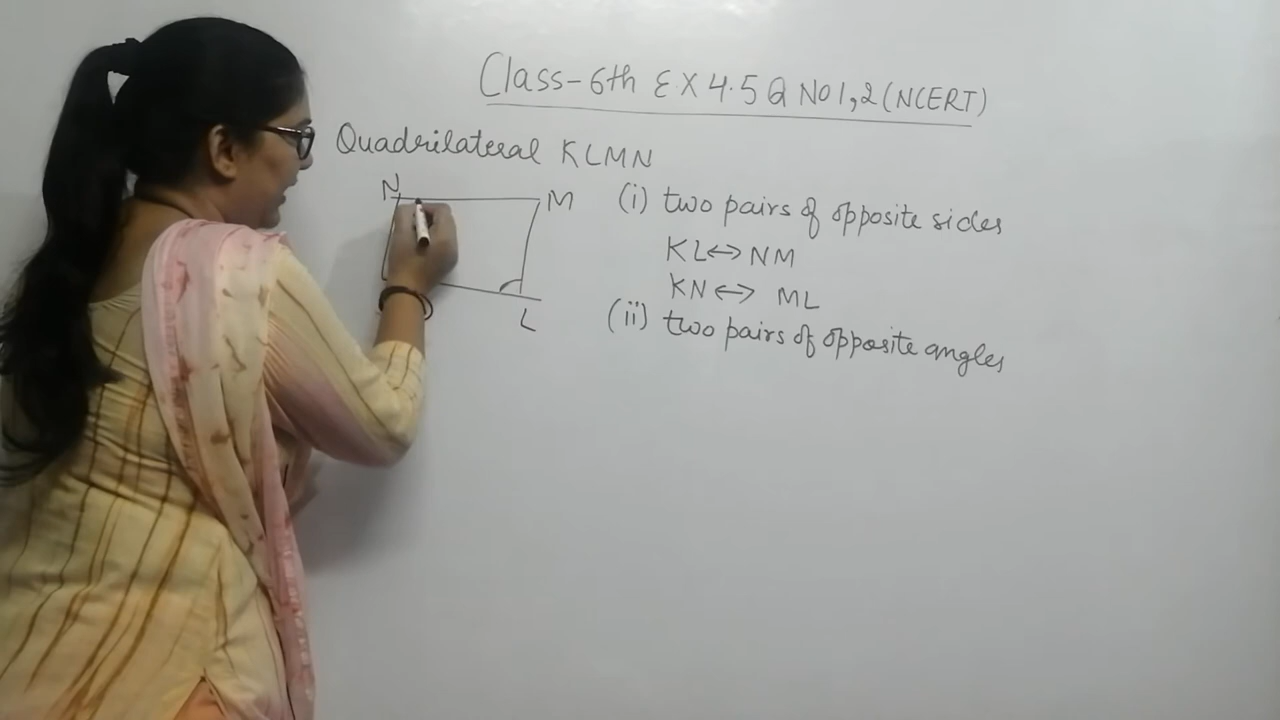 Class-6th EX 4.5 Q NO 1,2 (NCERT)
Quadrilateral KLMN
N
M
L
(i) two pairs of opposite sides
KL↔NM
KN↔ ML
(ii) two pairs of opposite angles